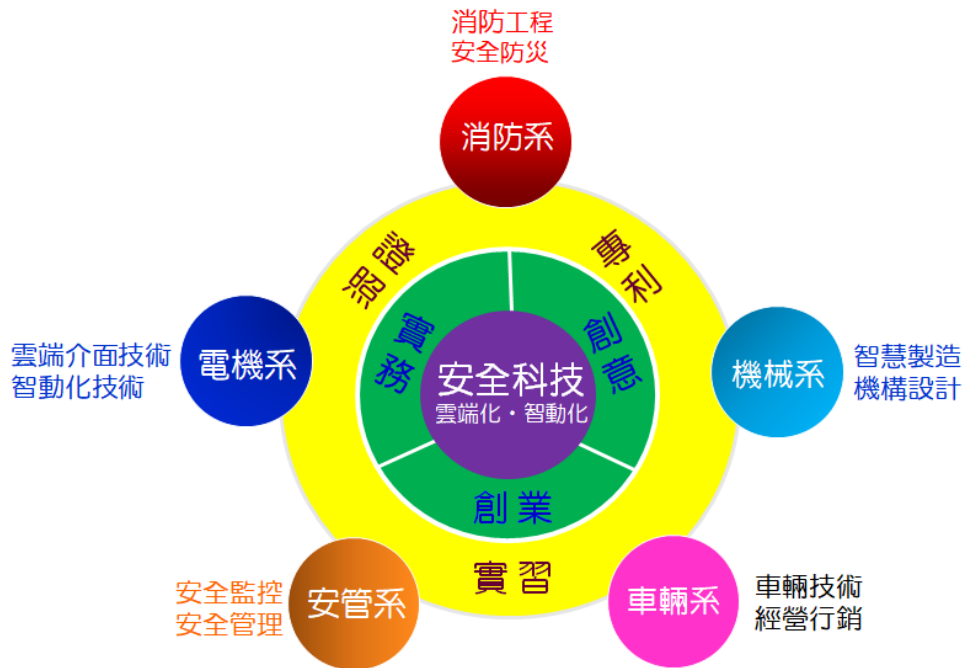 消防工程
安全防災
消防系
證照
專利
實務
創意
安全科技
雲端化・智動化
創業
實習
電機系
雲端介面技術
智動化技術
機械系
智慧製造
機構設計
安管系
安全監控
安全管理
車輛系
車輛技術
經營行銷